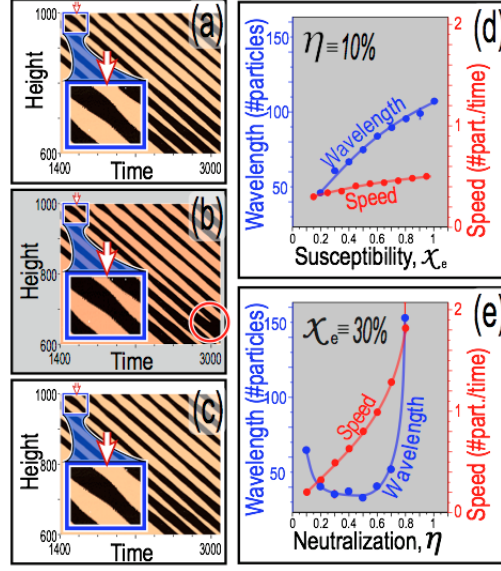 (a)
1000
Height
600
1400
Time
3000
(b)
1000
Height
800
600
1400
Time
3000
(c)
1000
Height
800
600
1400
Time
3000
(d)
η ≡ 10%
Wavelength (#particles)
150
100
50
Wavelength
Speed
2
1
0
Speed (#part./time)
0 0.2 0.4 0.6 0.8 1
Susceptibility, χe
(e)
χe ≡ 30%
Wavelength (#particles)
150
100
50
Speed
Wavelength
2
1
0
Speed (#part./time)
0 0.2 0.4 0.6 0.8 1
Neutralization, η